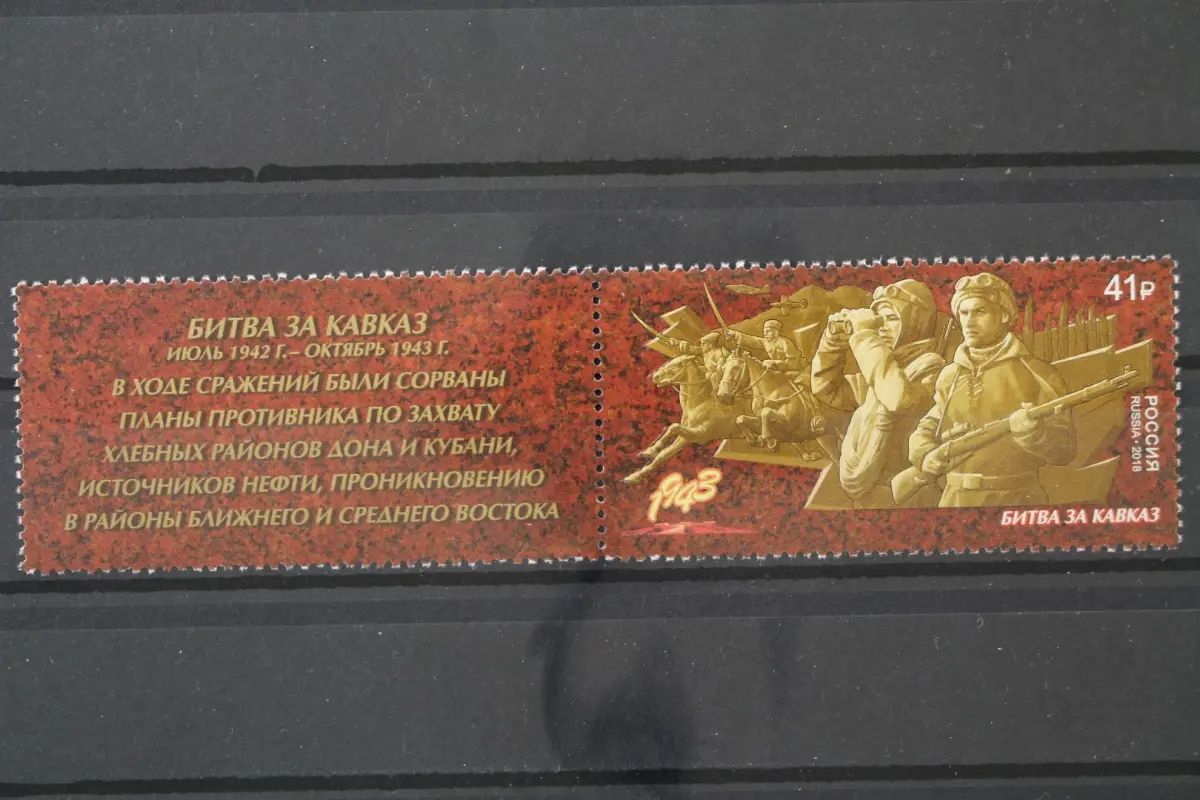 БИТВА ЗА КАВКАЗ
ИЮЛЬ 1942 Г.– ОКТЯБРЬ 1943 Г.
В ХОДЕ СРАЖЕНИЙ БЫЛИ СОРВАНЫ
ПЛАНЫ ПРОТИВНИКА ПО ЗАХВАТУ
ХЛЕБНЫХ РАЙОНОВ ДОНА И КУБАНИ,
ИСТОЧНИКОВ НЕФТИ, ПРОНИКНОВЕНИЮ
В РАЙОНЫ БЛИЖНЕГО И СРЕДНЕГО ВОСТОКА
41₽
РОССИЯ
RUSSIA • 2018
1943
БИТВА ЗА КАВКАЗ